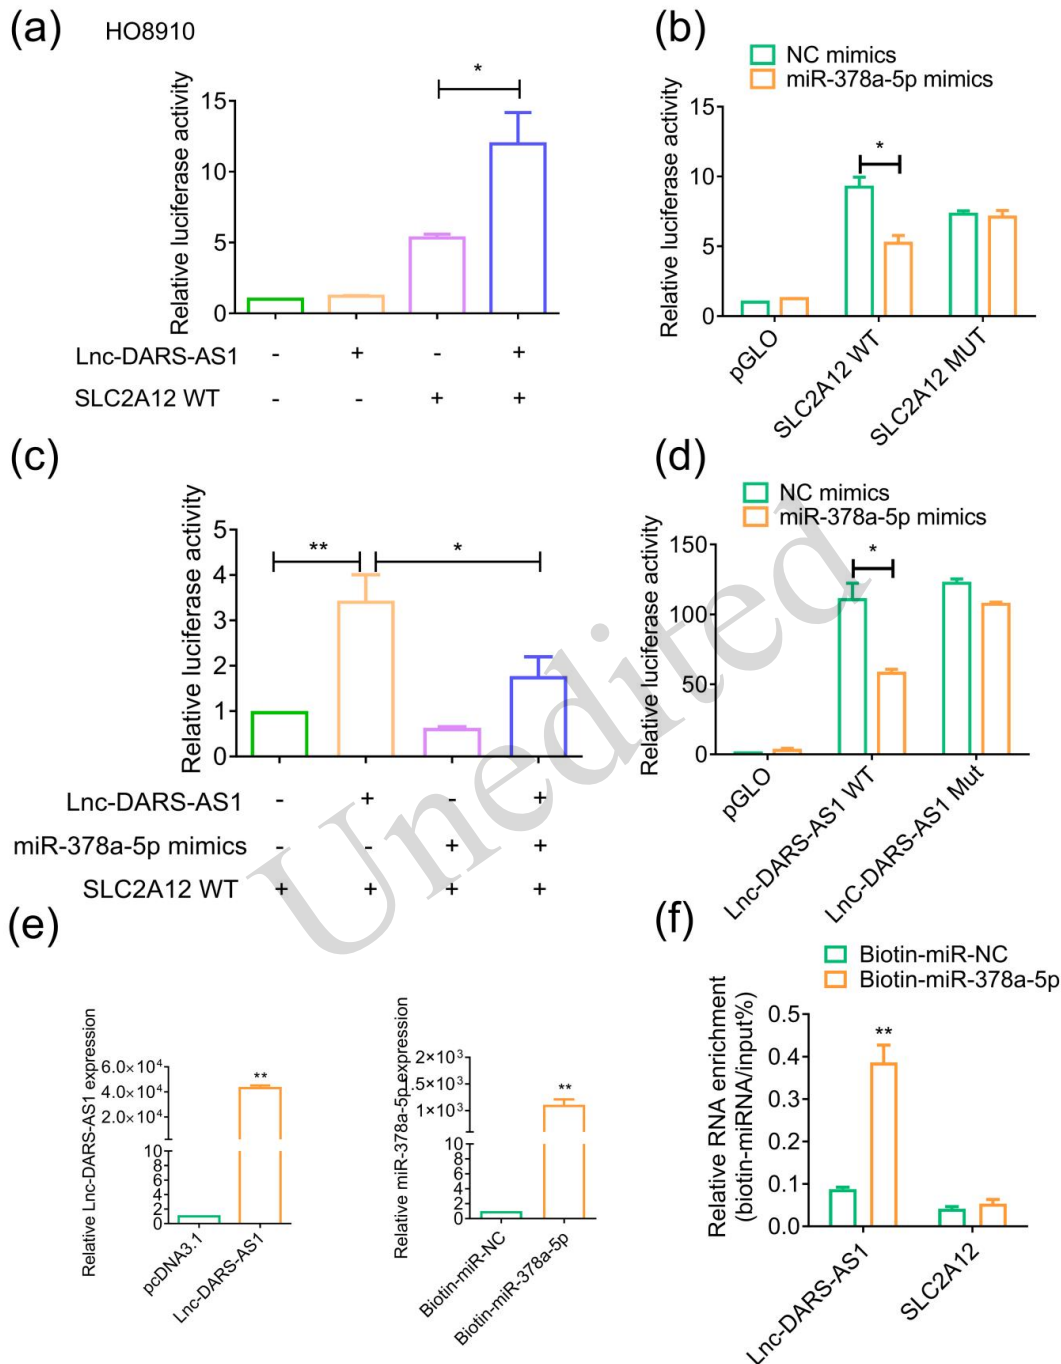 (a) HO8910
*
Relative luciferase activity
15
10
5
0
Lnc-DARS-AS1 - + - +
SLC2A12 WT - - + +
(b)
NC mimics
miR-378a-5p mimics
*
Relative luciferase activity
15
10
5
0
pGLO
SLC2A12 WT
SLC2A12 MUT
(c)
Relative luciferase activity
5
4
3
2
1
0
** *
Lnc-DARS-AS1 - + - +
miR-378a-5p mimics - - + +
SLC2A12 WT + + + +
(d)
NC mimics
miR-378a-5p mimics
*
Relative luciferase activity
150
100
50
0
pGLO
Lnc-DARS-AS1 WT
LnC-DARS-AS1 Mut
Unedited
(e)
Relative Lnc-DARS-AS1 expression
6.0×10⁴
4.0×10⁴
2.0×10⁴
10
8
6
4
2
0
**
pcDNA3.1
Lnc-DARS-AS1
Relative miR-378a-5p expression
2×10³
1.5×10³
1×10³
10
8
6
4
2
0
**
Biotin-miR-NC
Biotin-miR-378a-5p
(f)
Biotin-miR-NC
Biotin-miR-378a-5p
**
Relative RNA enrichment
(biotin-miRNA/input%)
0.5
0.4
0.3
0.2
0.1
0.0
Lnc-DARS-AS1
SLC2A12